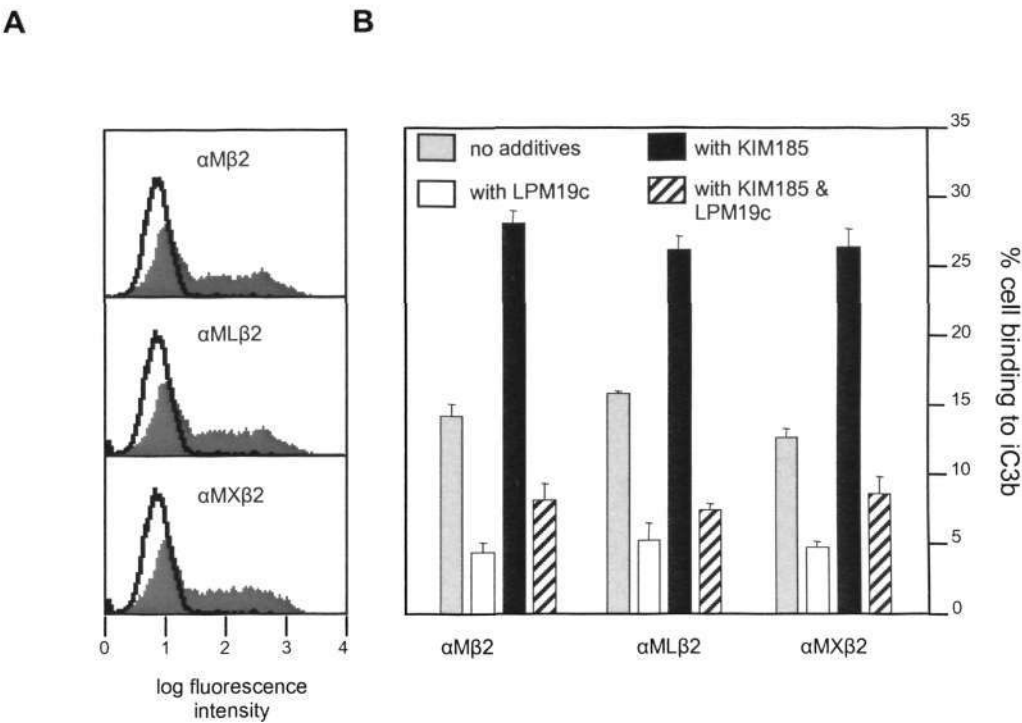 A
B
αMβ2
αMLβ2
αMXβ2
0 1 2 3 4
log fluorescence
intensity
no additives
with LPM19c
with KIM185
with KIM185 &
LPM19c
35
30
25
20
15
10
5
0
% cell binding to iC3b
αMβ2 αMLβ2 αMXβ2